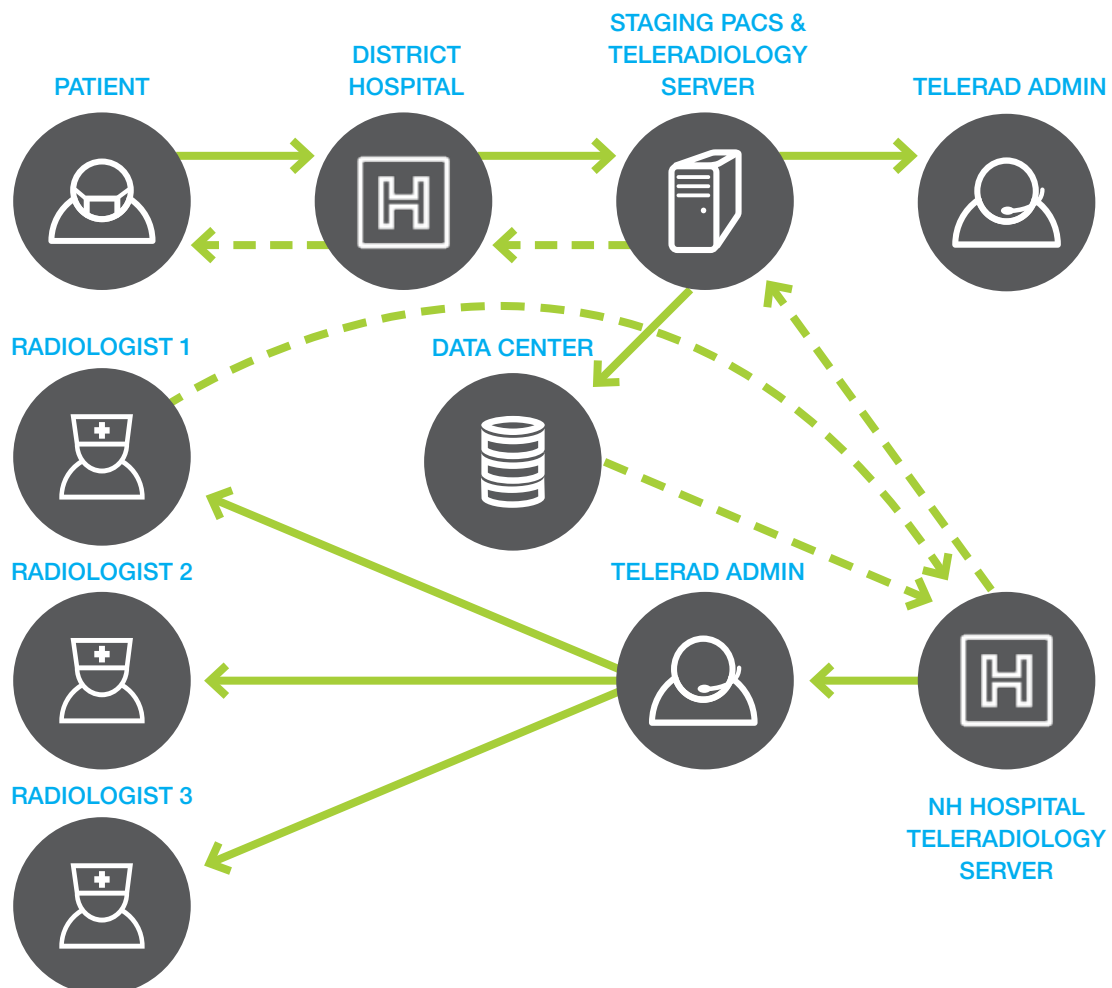 PATIENT
DISTRICT
HOSPITAL
STAGING PACS &
TELERADIOLOGY
SERVER
TELERAD ADMIN
H
RADIOLOGIST 1
DATA CENTER
RADIOLOGIST 2
TELERAD ADMIN
H
RADIOLOGIST 3
NH HOSPITAL
TELERADIOLOGY
SERVER